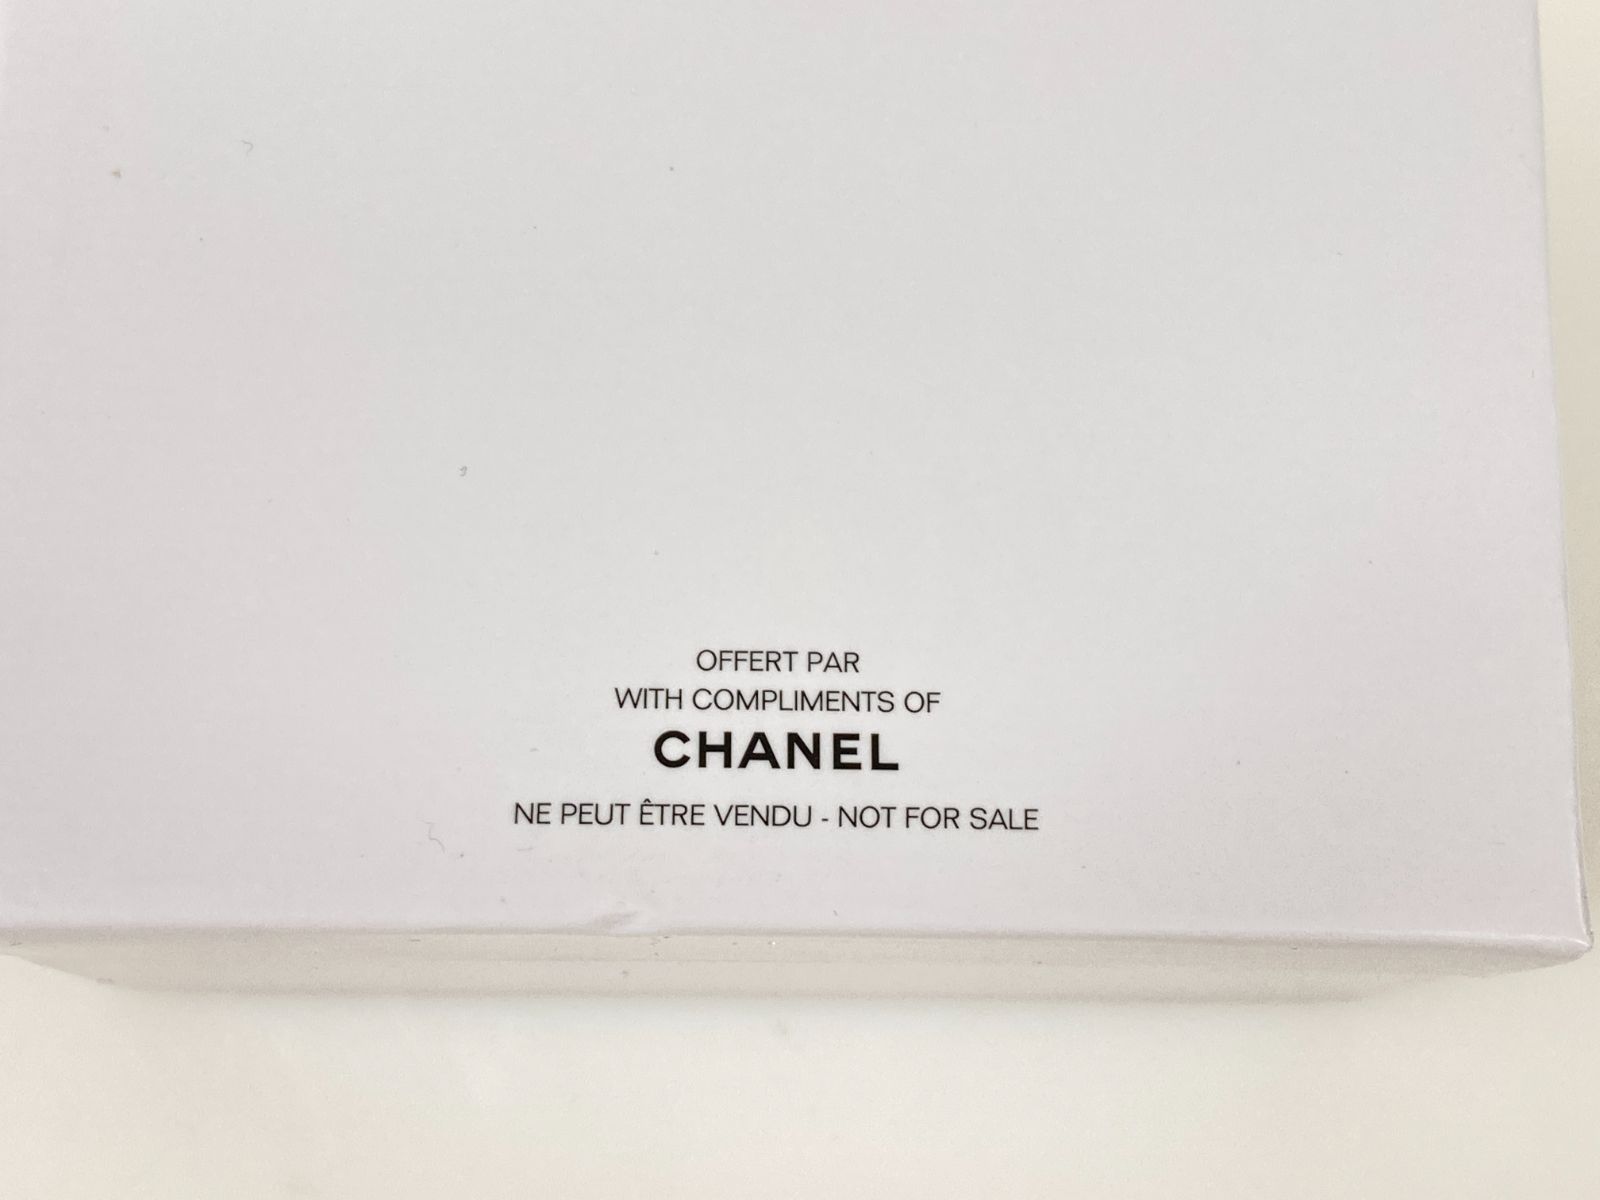 OFFERT PAR
WITH COMPLIMENTS OF
CHANEL
NE PEUT ÊTRE VENDU - NOT FOR SALE